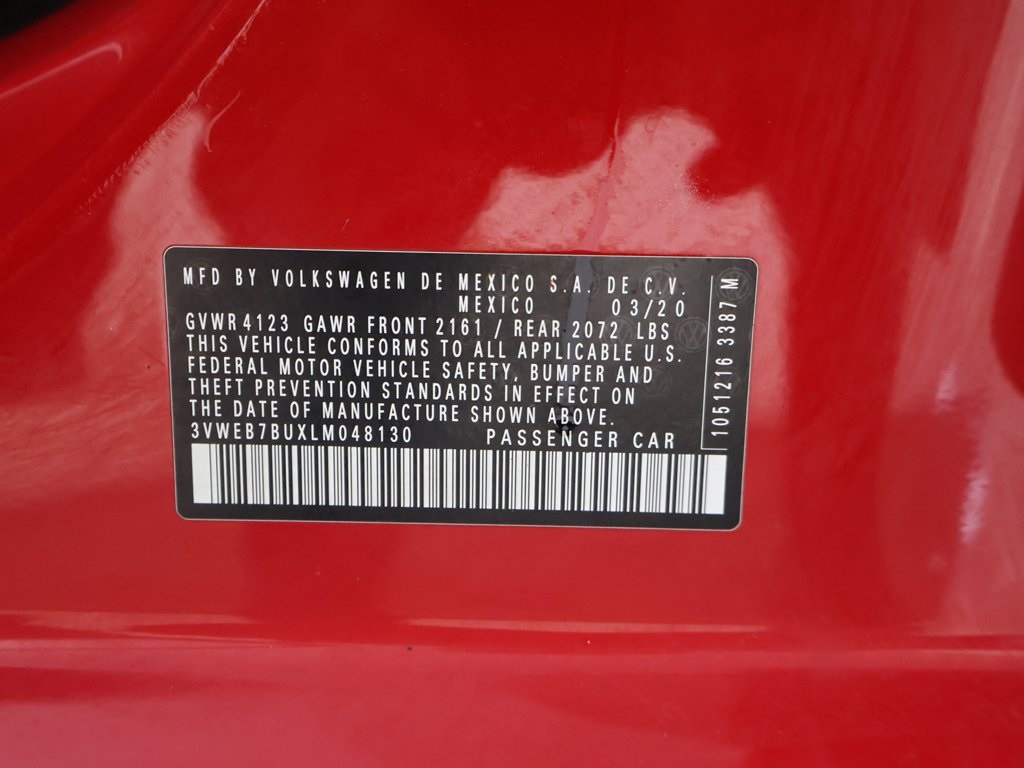 MFD BY VOLKSWAGEN DE MEXICO S.A. DE C.V.
MEXICO 03/20
GVWR 4123 GAWR FRONT 2161 / REAR 2072 LBS
THIS VEHICLE CONFORMS TO ALL APPLICABLE U.S.
FEDERAL MOTOR VEHICLE SAFETY, BUMPER AND
THEFT PREVENTION STANDARDS IN EFFECT ON
THE DATE OF MANUFACTURE SHOWN ABOVE.
3VWEB7BUXLM048130 PASSENGER CAR
1051216 3387 M